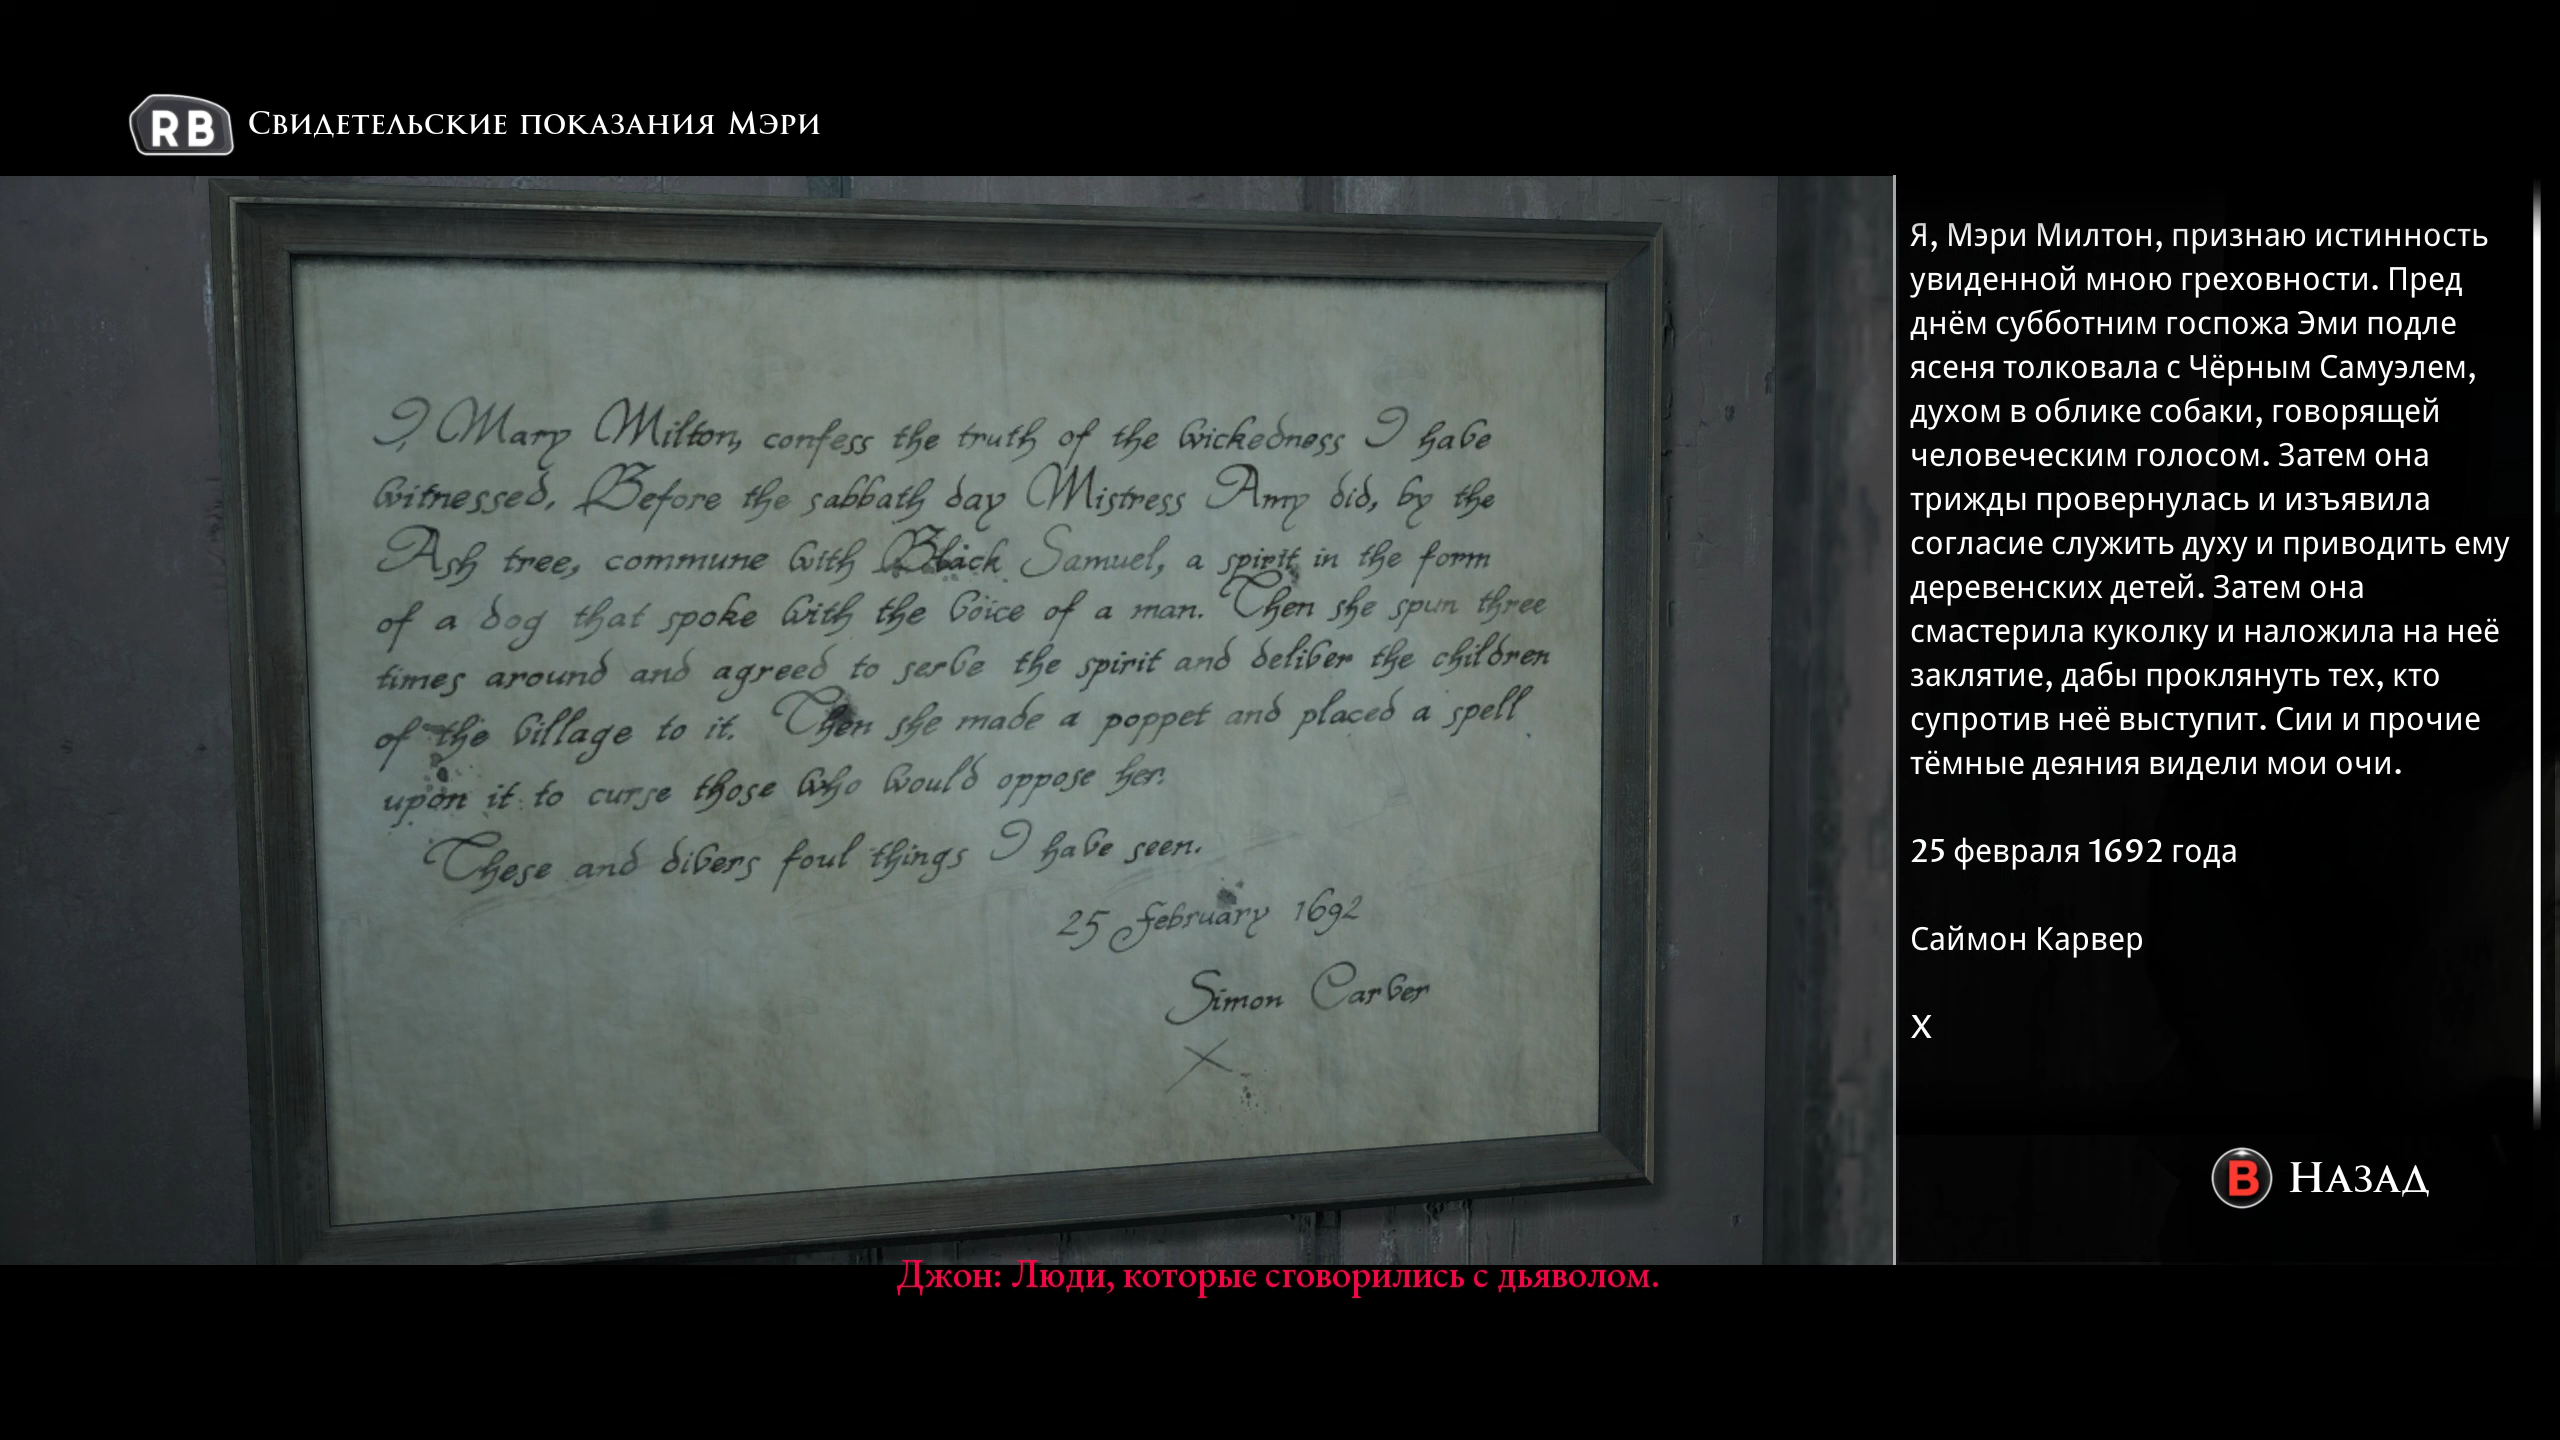 RB Свидетельские показания Мэри
I, Mary Milton, confess the truth of the wickedness I have
witnessed. Before the sabbath day Mistress Amy did, by the
Ash tree, commune with Black Samuel, a spirit in the form
of a dog that spoke with the voice of a man. Then she spun three
times around and agreed to serve the spirit and deliver the children
of the village to it. Then she made a poppet and placed a spell
upon it to curse those who would oppose her.
These and divers foul things I have seen.
25 february 1692
Simon Carver
X
Я, Мэри Милтон, признаю истинность
увиденной мною греховности. Пред
днём субботним госпожа Эми подле
ясеня толковала с Чёрным Самуэлем,
духом в облике собаки, говорящей
человеческим голосом. Затем она
трижды провернулась и изъявила
согласие служить духу и приводить ему
деревенских детей. Затем она
смастерила куколку и наложила на неё
заклятие, дабы проклянуть тех, кто
супротив неё выступит. Сии и прочие
тёмные деяния видели мои очи.
25 февраля 1692 года
Саймон Карвер
X
B Назад
Джон: Люди, которые сговорились с дьяволом.